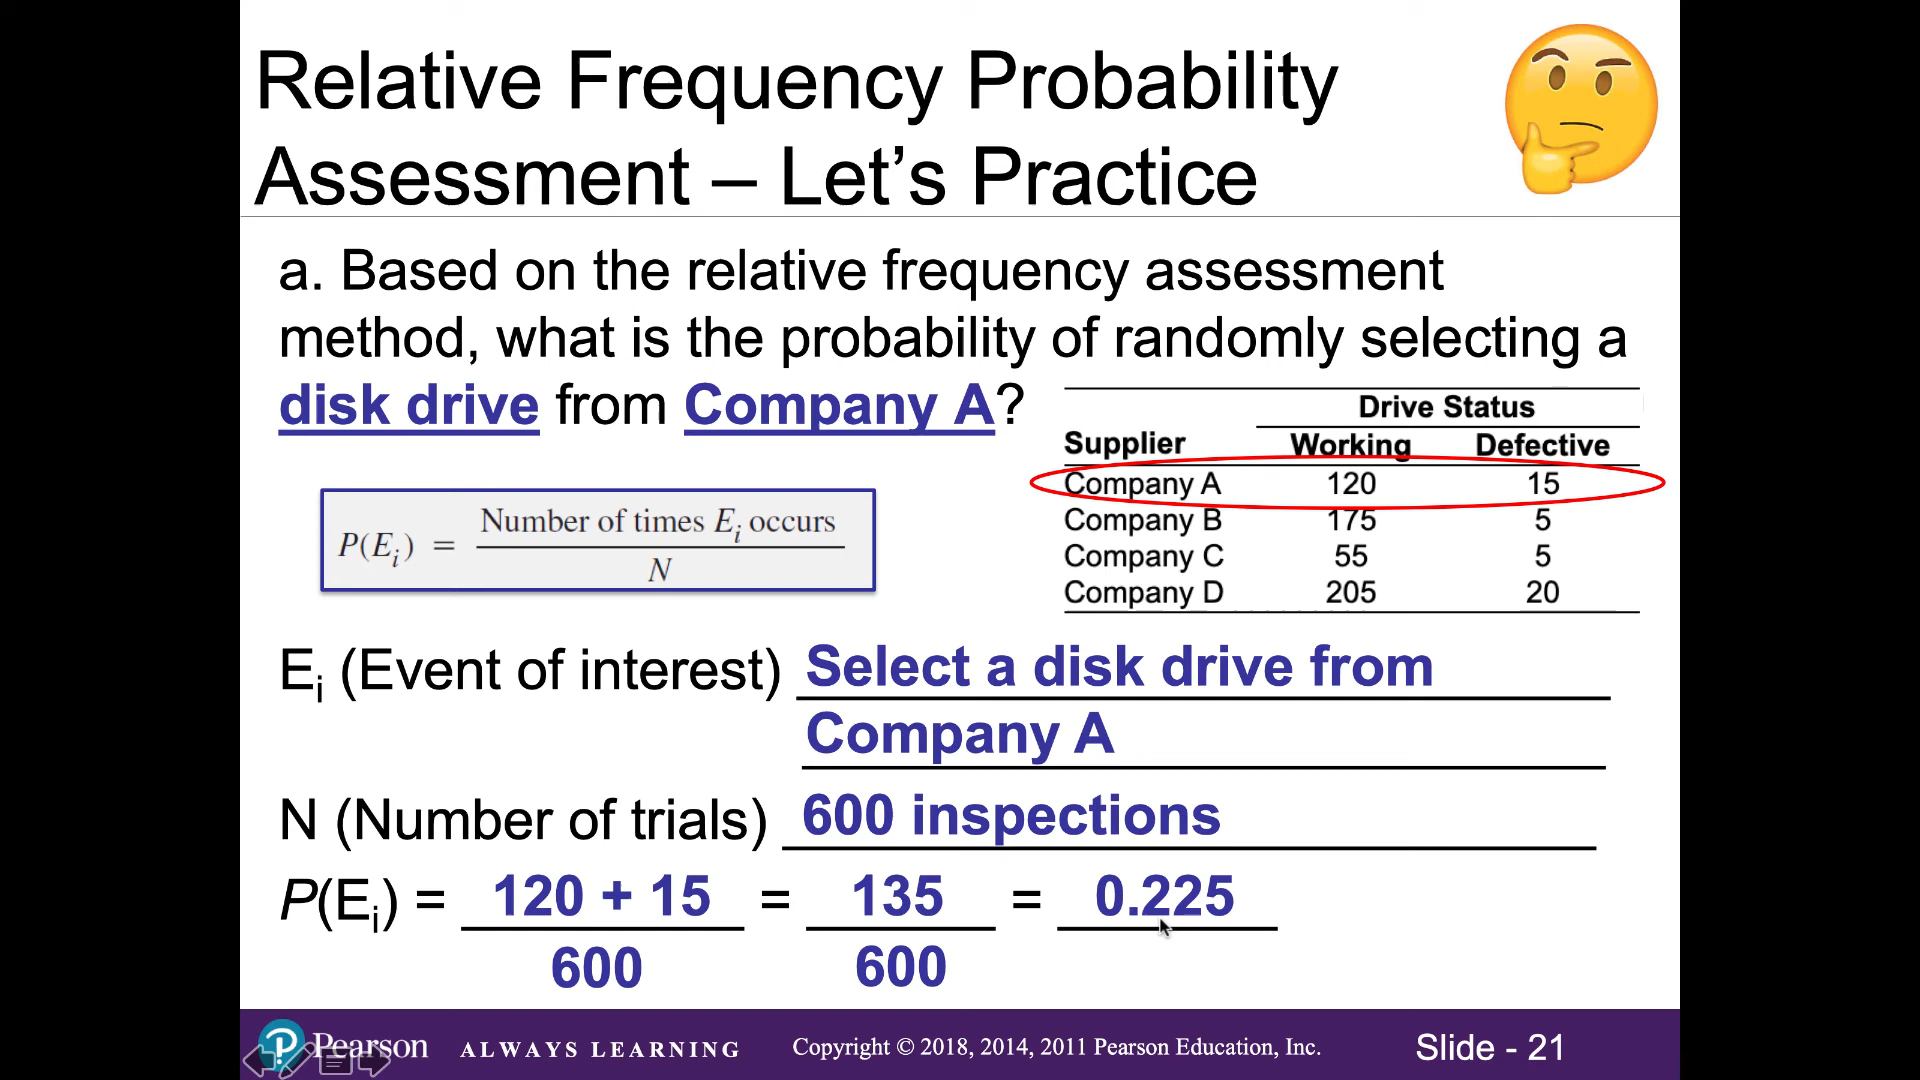 Relative Frequency Probability
Assessment – Let’s Practice
a. Based on the relative frequency assessment
method, what is the probability of randomly selecting a
disk drive from Company A?
Drive Status
Supplier Working Defective
Company A 120 15
Company B 175 5
Company C 55 5
Company D 205 20
P(Ei) = Number of times Ei occurs
N
Ei (Event of interest) Select a disk drive from
Company A
N (Number of trials) 600 inspections
P(Ei) = 120 + 15 = 135 = 0.225
600 600
Pearson ALWAYS LEARNING Copyright © 2018, 2014, 2011 Pearson Education, Inc. Slide - 21